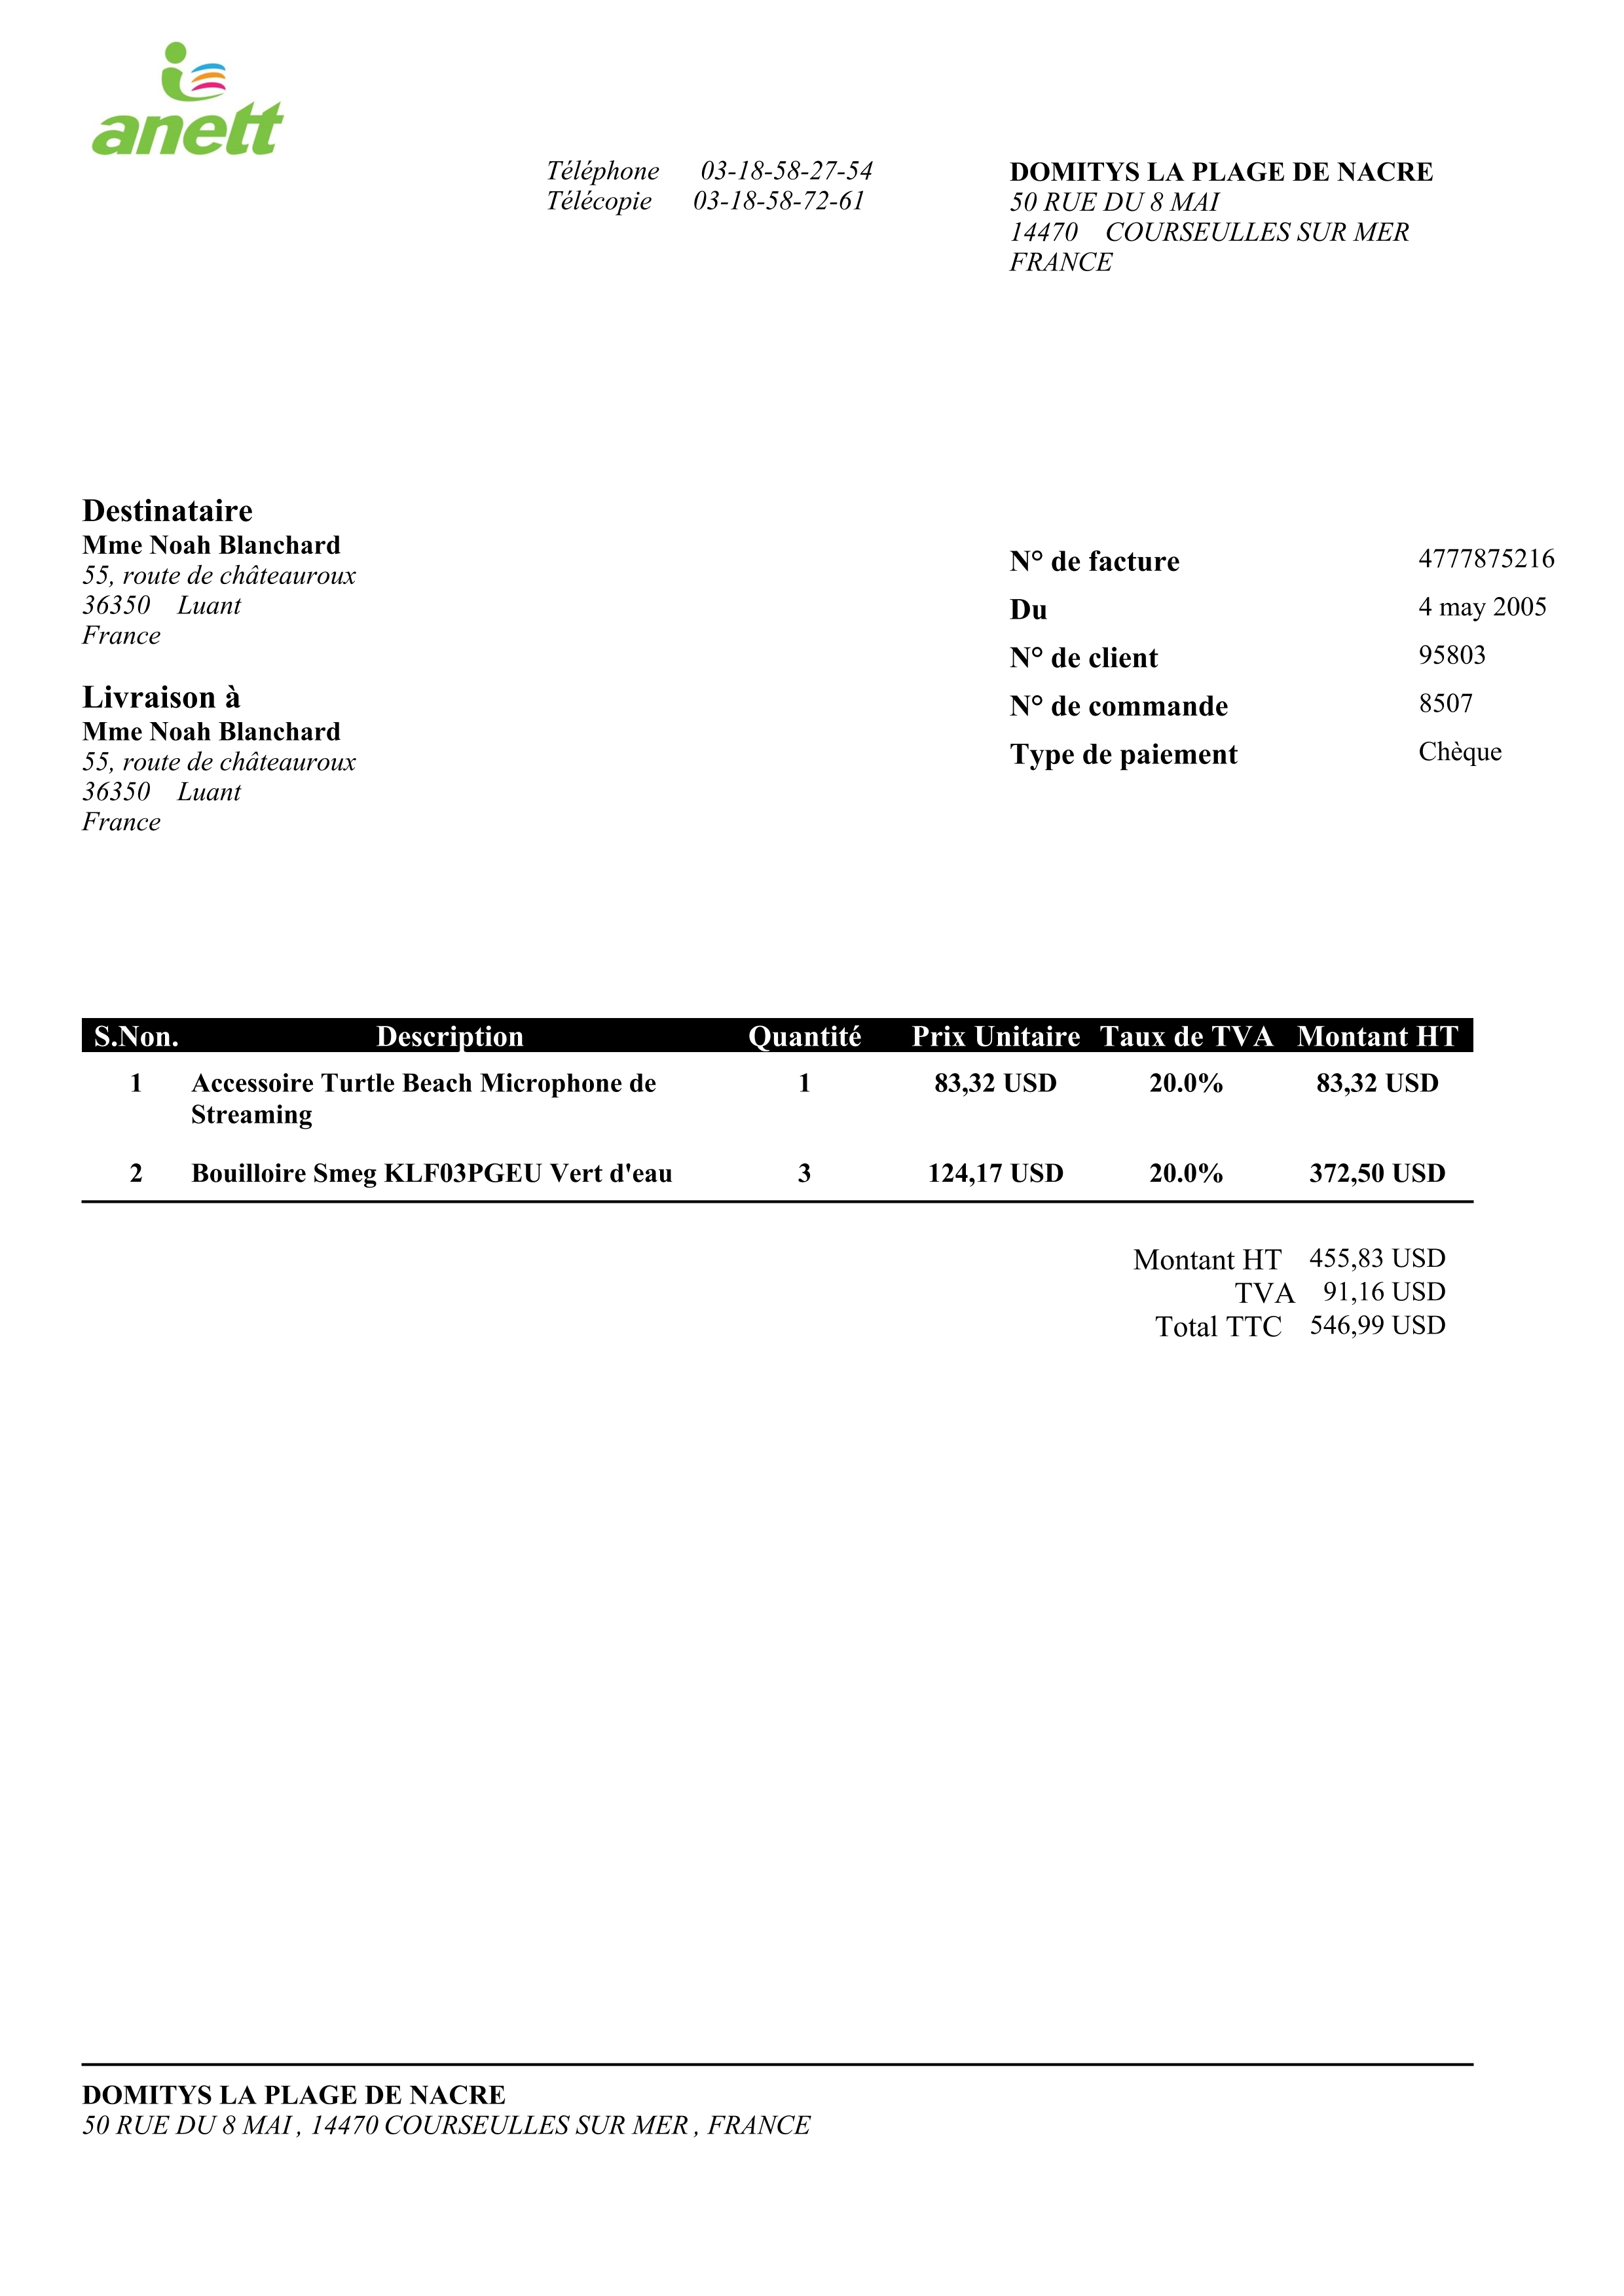 anett
Téléphone 03-18-58-27-54
Télécopie 03-18-58-72-61
DOMITYS LA PLAGE DE NACRE
50 RUE DU 8 MAI
14470 COURSEULLES SUR MER
FRANCE
Destinataire
Mme Noah Blanchard
55, route de châteauroux
36350 Luant
France
Livraison à
Mme Noah Blanchard
55, route de châteauroux
36350 Luant
France
N° de facture 4777875216
Du 4 may 2005
N° de client 95803
N° de commande 8507
Type de paiement Chèque
S.Non. Description Quantité Prix Unitaire Taux de TVA Montant HT
1 Accessoire Turtle Beach Microphone de 1 83,32 USD 20.0% 83,32 USD
Streaming
2 Bouilloire Smeg KLF03PGEU Vert d'eau 3 124,17 USD 20.0% 372,50 USD
Montant HT 455,83 USD
TVA 91,16 USD
Total TTC 546,99 USD
DOMITYS LA PLAGE DE NACRE
50 RUE DU 8 MAI , 14470 COURSEULLES SUR MER , FRANCE